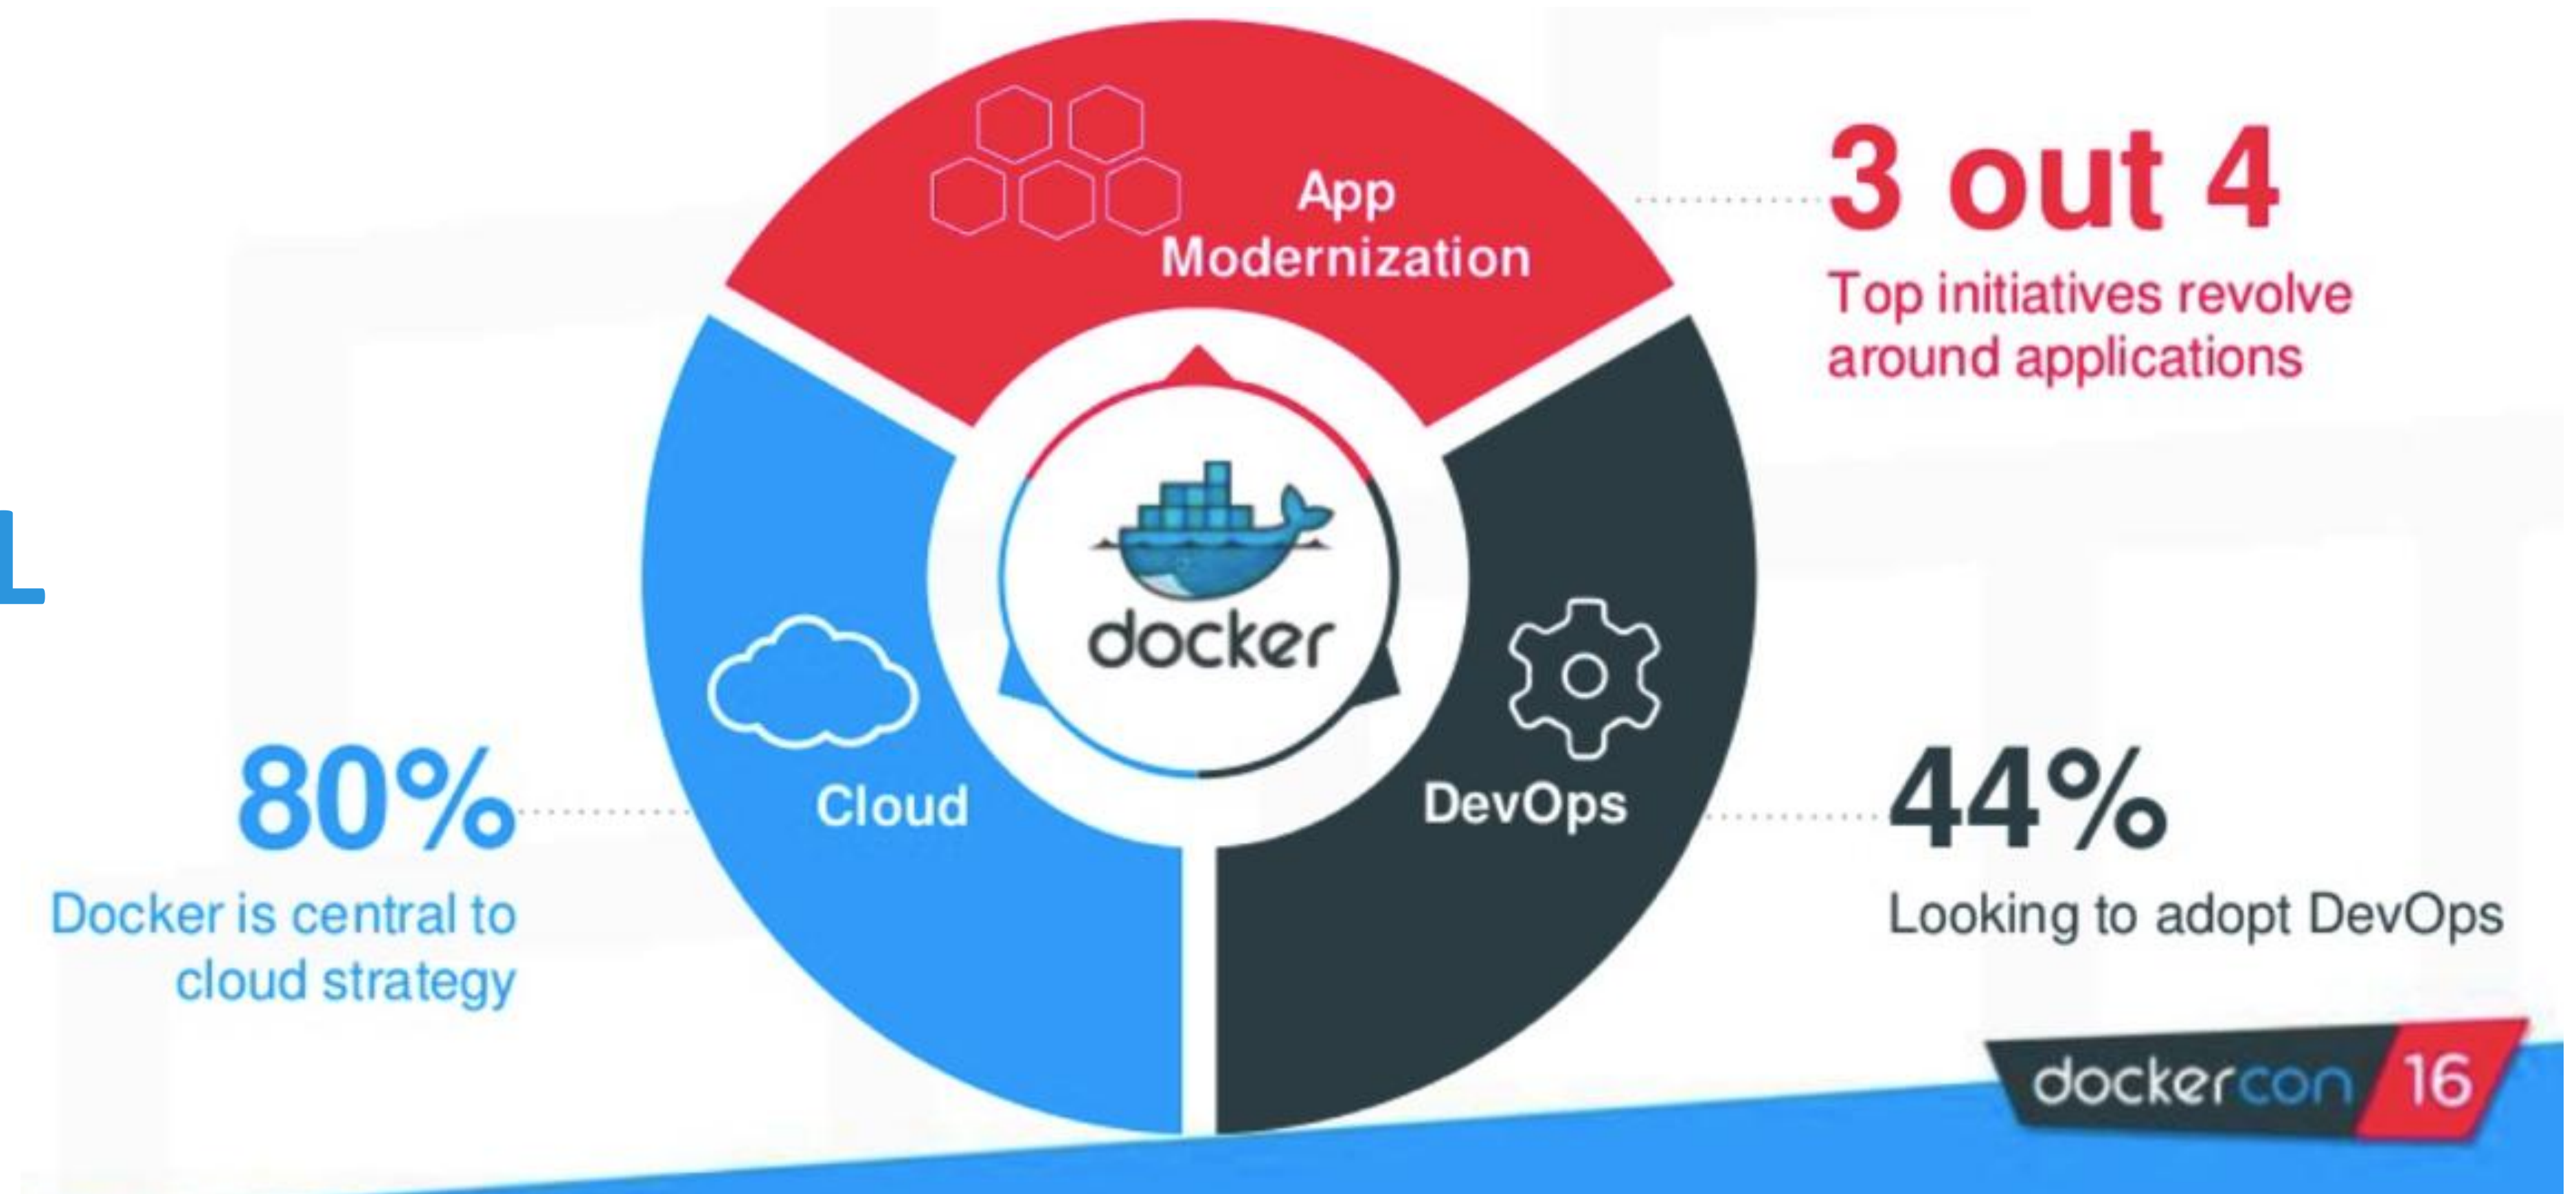 App
Modernization
3 out 4
Top initiatives revolve
around applications
L
docker
Cloud
DevOps
80%
Docker is central to
cloud strategy
44%
Looking to adopt DevOps
dockercon 16